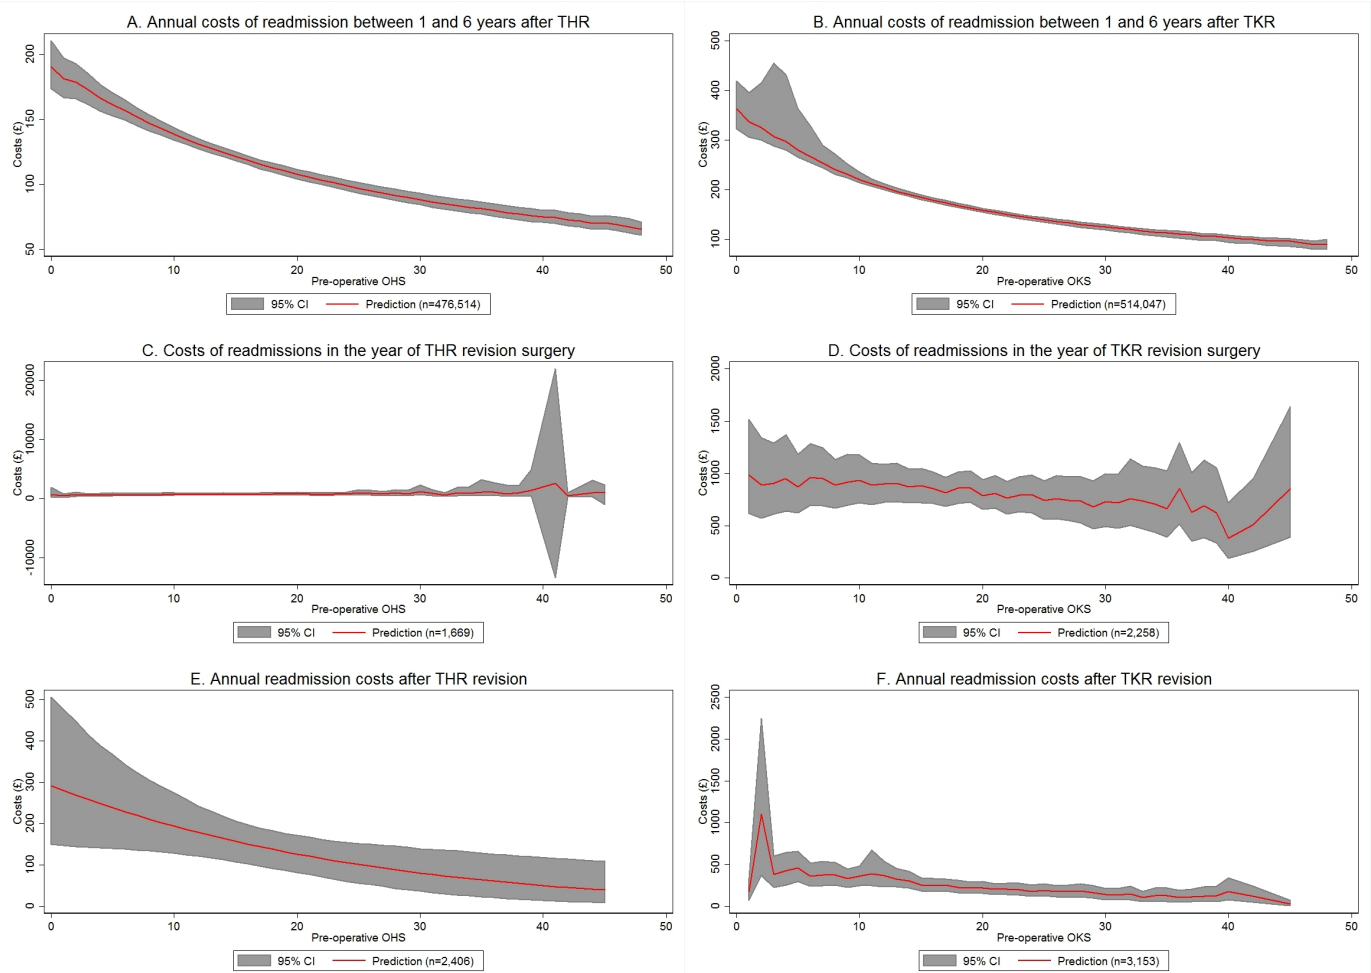 A. Annual costs of readmission between 1 and 6 years after THR
Costs (£)
200
150
100
50
0 10 20 30 40 50
Pre-operative OHS
95% CI Prediction (n=476,514)
B. Annual costs of readmission between 1 and 6 years after TKR
Costs (£)
500
400
300
200
100
0 10 20 30 40 50
Pre-operative OKS
95% CI Prediction (n=514,047)
C. Costs of readmissions in the year of THR revision surgery
Costs (£)
20000
10000
0
-10000
0 10 20 30 40 50
Pre-operative OHS
95% CI Prediction (n=1,669)
D. Costs of readmissions in the year of TKR revision surgery
Costs (£)
2000
1500
1000
500
0
0 10 20 30 40 50
Pre-operative OKS
95% CI Prediction (n=2,258)
E. Annual readmission costs after THR revision
Costs (£)
500
400
300
200
100
0
0 10 20 30 40 50
Pre-operative OHS
95% CI Prediction (n=2,406)
F. Annual readmission costs after TKR revision
Costs (£)
2500
2000
1500
1000
500
0
0 10 20 30 40 50
Pre-operative OKS
95% CI Prediction (n=3,153)